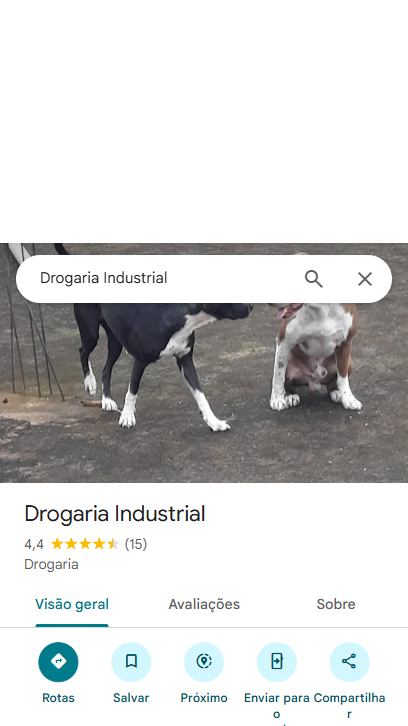 Drogaria Industrial
Drogaria Industrial
4,4 (15)
Drogaria
Visão geral Avaliações Sobre
Rotas Salvar Próximo Enviar para o Compartilhar